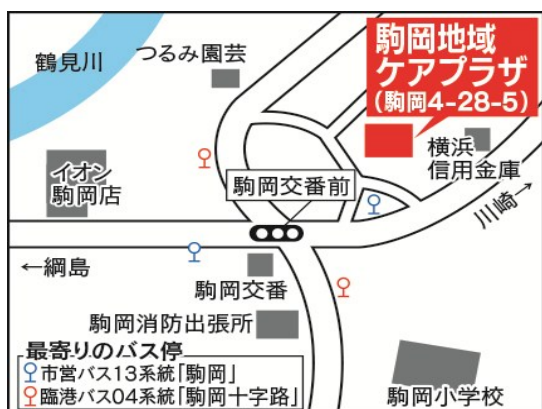 鶴見川
つるみ園芸
駒岡地域
ケアプラザ
(駒岡4-28-5)
イオン
駒岡店
駒岡交番前
横浜
信用金庫
川崎→
←綱島
駒岡交番
駒岡消防出張所
最寄りのバス停
市営バス13系統「駒岡」
臨港バス04系統「駒岡十字路」
駒岡小学校